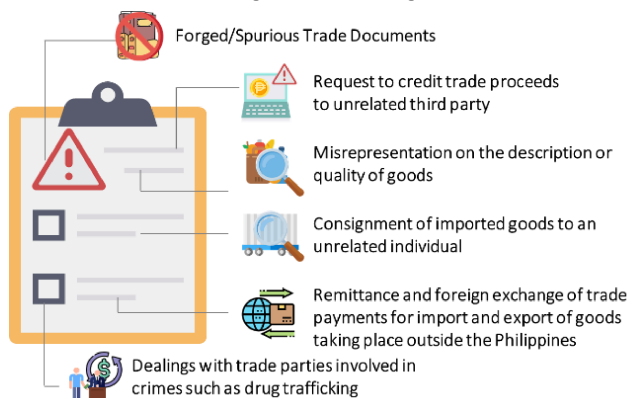 Forged/Spurious Trade Documents
Request to credit trade proceeds
to unrelated third party
Misrepresentation on the description or
quality of goods
Consignment of imported goods to an
unrelated individual
Remittance and foreign exchange of trade
payments for import and export of goods
taking place outside the Philippines
Dealings with trade parties involved in
crimes such as drug trafficking